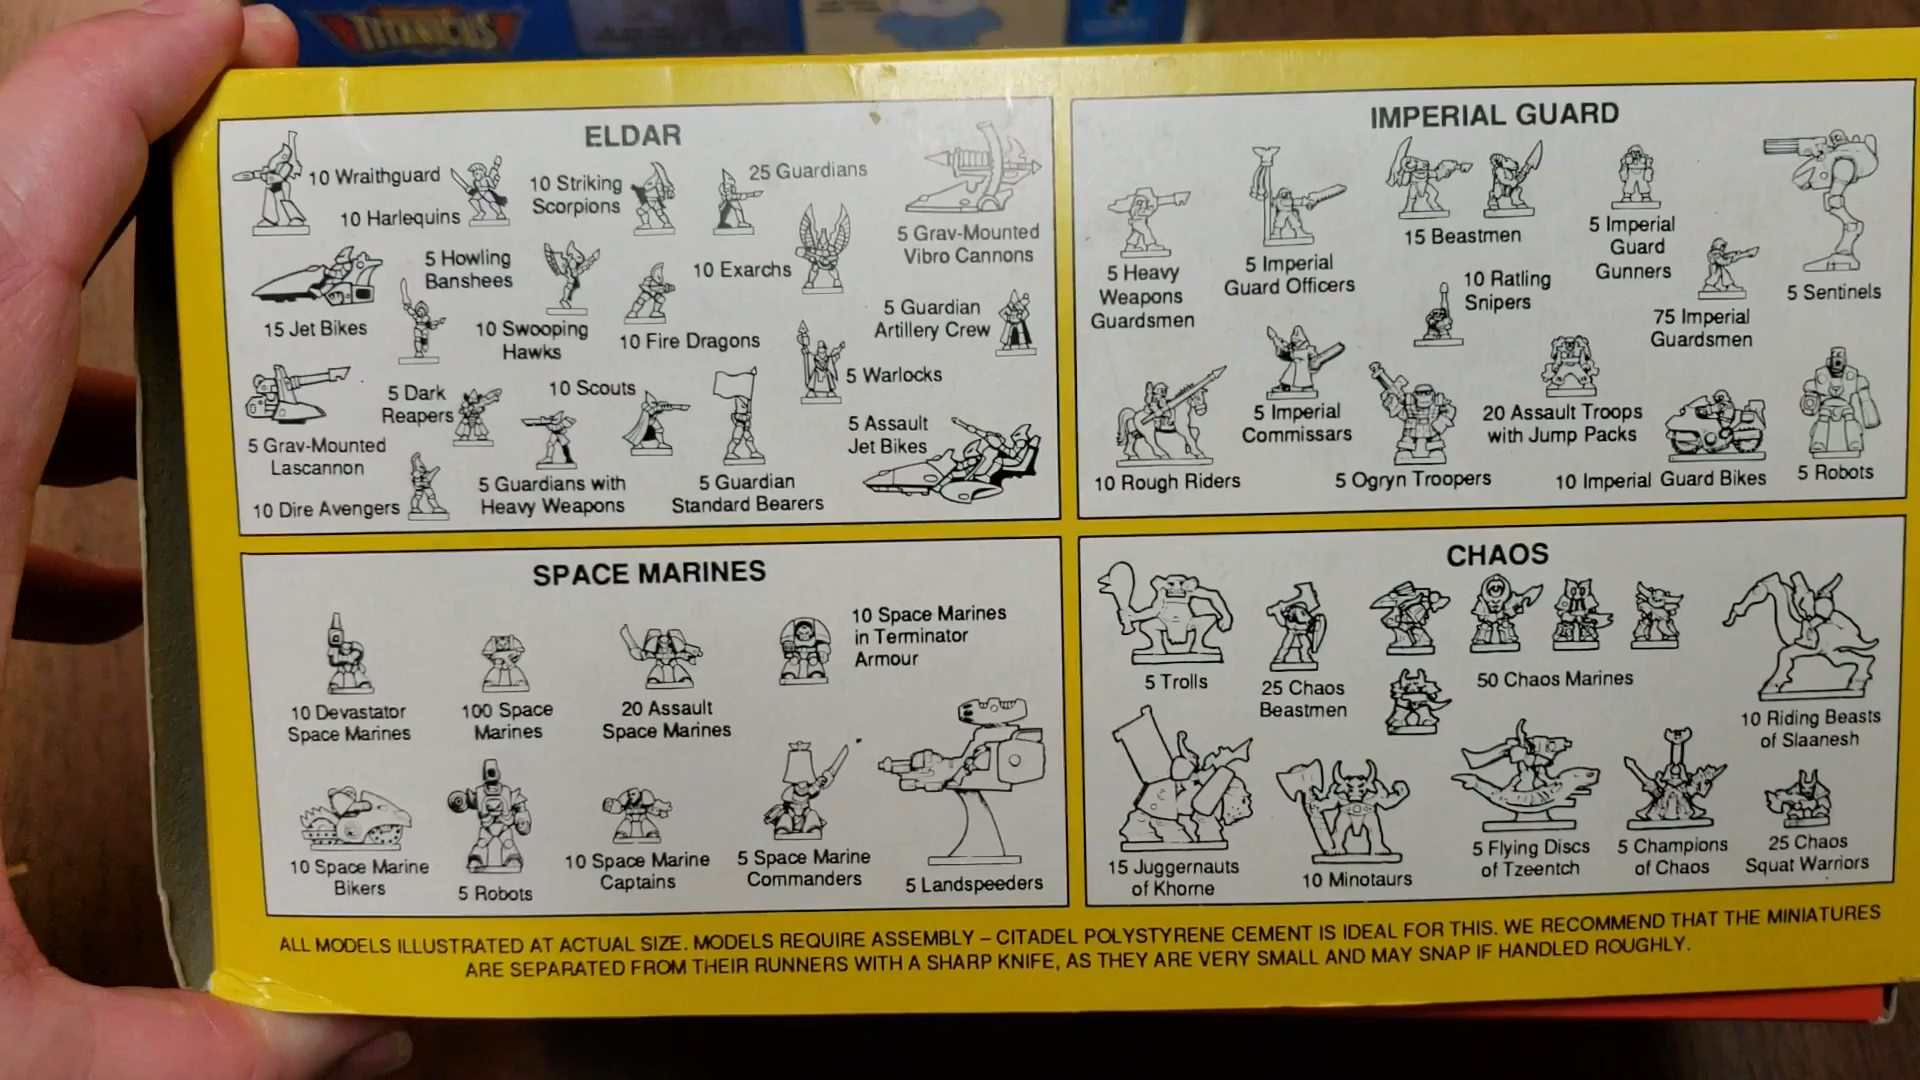 TITANICUS
ELDAR
10 Wraithguard
10 Harlequins
10 Striking
Scorpions
25 Guardians
5 Grav-Mounted
Vibro Cannons
5 Howling
Banshees
10 Exarchs
15 Jet Bikes
10 Swooping
Hawks
10 Fire Dragons
5 Guardian
Artillery Crew
5 Warlocks
5 Dark
Reapers
10 Scouts
5 Grav-Mounted
Lascannon
5 Assault
Jet Bikes
10 Dire Avengers
5 Guardians with
Heavy Weapons
5 Guardian
Standard Bearers
IMPERIAL GUARD
5 Heavy
Weapons
Guardsmen
5 Imperial
Guard Officers
15 Beastmen
5 Imperial
Guard
Gunners
5 Sentinels
10 Ratling
Snipers
75 Imperial
Guardsmen
10 Rough Riders
5 Imperial
Commissars
5 Ogryn Troopers
20 Assault Troops
with Jump Packs
10 Imperial Guard Bikes
5 Robots
SPACE MARINES
10 Devastator
Space Marines
100 Space
Marines
20 Assault
Space Marines
10 Space Marines
in Terminator
Armour
10 Space Marine
Bikers
5 Robots
10 Space Marine
Captains
5 Space Marine
Commanders
5 Landspeeders
CHAOS
5 Trolls
25 Chaos
Beastmen
50 Chaos Marines
10 Riding Beasts
of Slaanesh
15 Juggernauts
of Khorne
10 Minotaurs
5 Flying Discs
of Tzeentch
5 Champions
of Chaos
25 Chaos
Squat Warriors
ALL MODELS ILLUSTRATED AT ACTUAL SIZE. MODELS REQUIRE ASSEMBLY – CITADEL POLYSTYRENE CEMENT IS IDEAL FOR THIS. WE RECOMMEND THAT THE MINIATURES
ARE SEPARATED FROM THEIR RUNNERS WITH A SHARP KNIFE, AS THEY ARE VERY SMALL AND MAY SNAP IF HANDLED ROUGHLY.